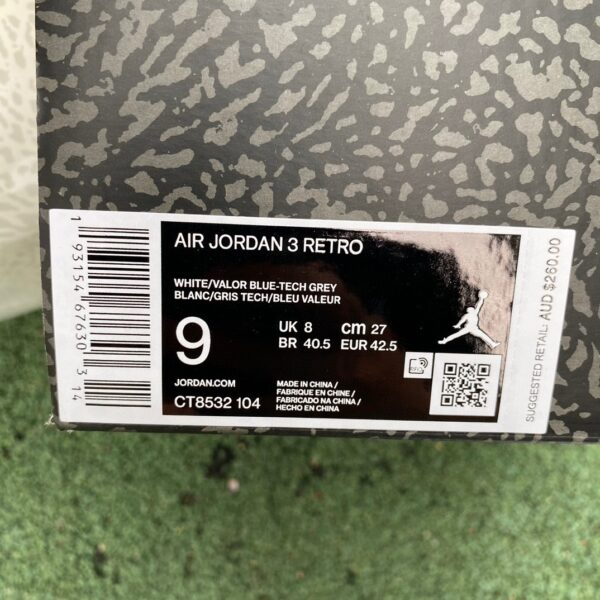 AIR JORDAN 3 RETRO
WHITE/VALOR BLUE-TECH GREY
BLANC/GRIS TECH/BLEU VALEUR
9
UK 8 cm 27
BR 40.5 EUR 42.5
JORDAN.COM
CT8532 104
MADE IN CHINA /
FABRIQUE EN CHINE /
FABRICADO NA CHINA /
HECHO EN CHINA
1 93154 67630 3 14
SUGGESTED RETAIL: AUD $260.00